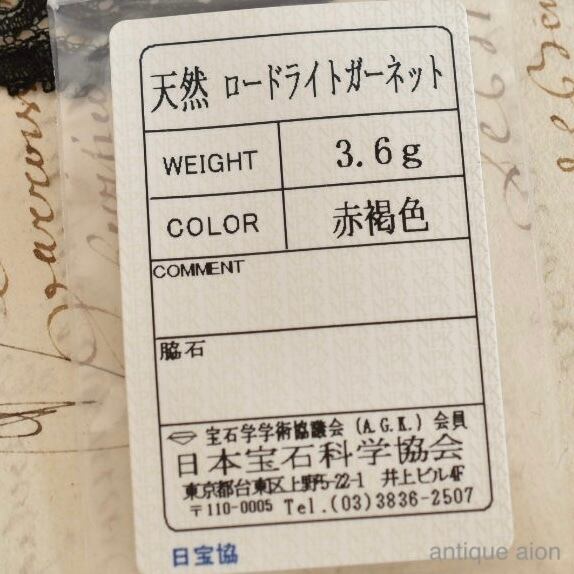 天然 ロードライトガーネット
WEIGHT 3.6g
COLOR 赤褐色
COMMENT
脇石
宝石学学術協議会 (A.G.K.) 会員
日本宝石科学協会
東京都台東区上野5-22-1 井上ビル4F
〒110-0005 Tel.(03)3836-2507
日宝協
antique aion